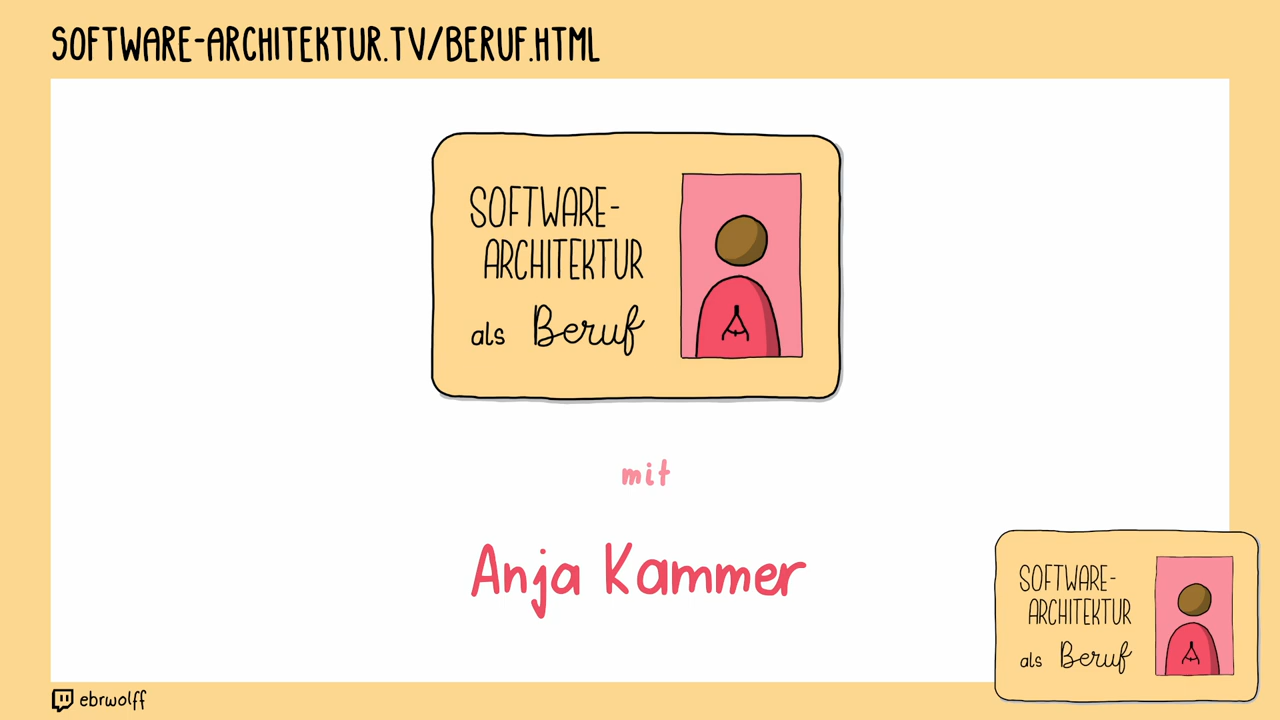 SOFTWARE-ARCHITEKTUR.TV/BERUF.HTML
SOFTWARE-
ARCHITEKTUR
als Beruf
mit
Anja Kammer
SOFTWARE-
ARCHITEKTUR
als Beruf
ebrwolff